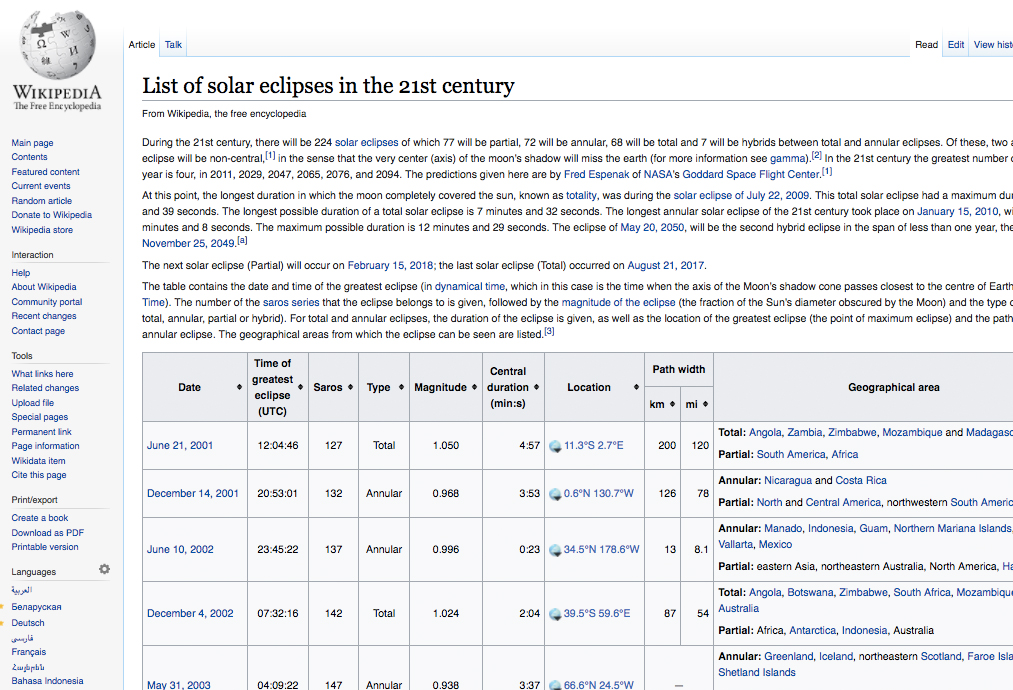 WIKIPEDIA
The Free Encyclopedia
Main page
Contents
Featured content
Current events
Random article
Donate to Wikipedia
Wikipedia store
Interaction
Help
About Wikipedia
Community portal
Recent changes
Contact page
Tools
What links here
Related changes
Upload file
Special pages
Permanent link
Page information
Wikidata item
Cite this page
Print/export
Create a book
Download as PDF
Printable version
Languages
العربية
Беларуская
Deutsch
فارسی
Français
Հայերեն
Bahasa Indonesia
Article Talk Read Edit View
List of solar eclipses in the 21st century
From Wikipedia, the free encyclopedia
During the 21st century, there will be 224 solar eclipses of which 77 will be partial, 72 will be annular, 68 will be total and 7 will be hybrids between total and annular eclipses. Of these, two
eclipse will be non-central,[1] in the sense that the very center (axis) of the moon's shadow will miss the earth (for more information see gamma).[2] In the 21st century the greatest number
year is four, in 2011, 2029, 2047, 2065, 2076, and 2094. The predictions given here are by Fred Espenak of NASA's Goddard Space Flight Center.[1]
At this point, the longest duration in which the moon completely covered the sun, known as totality, was during the solar eclipse of July 22, 2009. This total solar eclipse had a maximum
and 39 seconds. The longest possible duration of a total solar eclipse is 7 minutes and 32 seconds. The longest annular solar eclipse of the 21st century took place on January 15, 2010,
minutes and 8 seconds. The maximum possible duration is 12 minutes and 29 seconds. The eclipse of May 20, 2050, will be the second hybrid eclipse in the span of less than one year, the
November 25, 2049.[a]
The next solar eclipse (Partial) will occur on February 15, 2018; the last solar eclipse (Total) occurred on August 21, 2017.
The table contains the date and time of the greatest eclipse (in dynamical time, which in this case is the time when the axis of the Moon's shadow cone passes closest to the centre of Earth
Time). The number of the saros series that the eclipse belongs to is given, followed by the magnitude of the eclipse (the fraction of the Sun's diameter obscured by the Moon) and the type
total, annular, partial or hybrid). For total and annular eclipses, the duration of the eclipse is given, as well as the location of the greatest eclipse (the point of maximum eclipse) and the path
annular eclipse. The geographical areas from which the eclipse can be seen are listed.[3]
Date Time of greatest eclipse (UTC) Saros Type Magnitude Central duration (min:s) Location Path width km mi Geographical area
June 21, 2001 12:04:46 127 Total 1.050 4:57 11.3°S 2.7°E 200 120 Total: Angola, Zambia, Zimbabwe, Mozambique and
Partial: South America, Africa
December 14, 2001 20:53:01 132 Annular 0.968 3:53 0.6°N 130.7°W 126 78 Annular: Nicaragua and Costa Rica
Partial: North and Central America, northwestern South
June 10, 2002 23:45:22 137 Annular 0.996 0:23 34.5°N 178.6°W 13 8.1 Annular: Manado, Indonesia, Guam, Northern Mariana Islands,
Vallarta, Mexico
Partial: eastern Asia, northeastern Australia, North America,
December 4, 2002 07:32:16 142 Total 1.024 2:04 39.5°S 59.6°E 87 54 Total: Angola, Botswana, Zimbabwe, South Africa, Mozambique
Australia
Partial: Africa, Antarctica, Indonesia, Australia
May 31, 2003 04:09:22 147 Annular 0.938 3:37 66.6°N 24.5°W — Annular: Greenland, Iceland, northeastern Scotland, Faroe
Shetland Islands